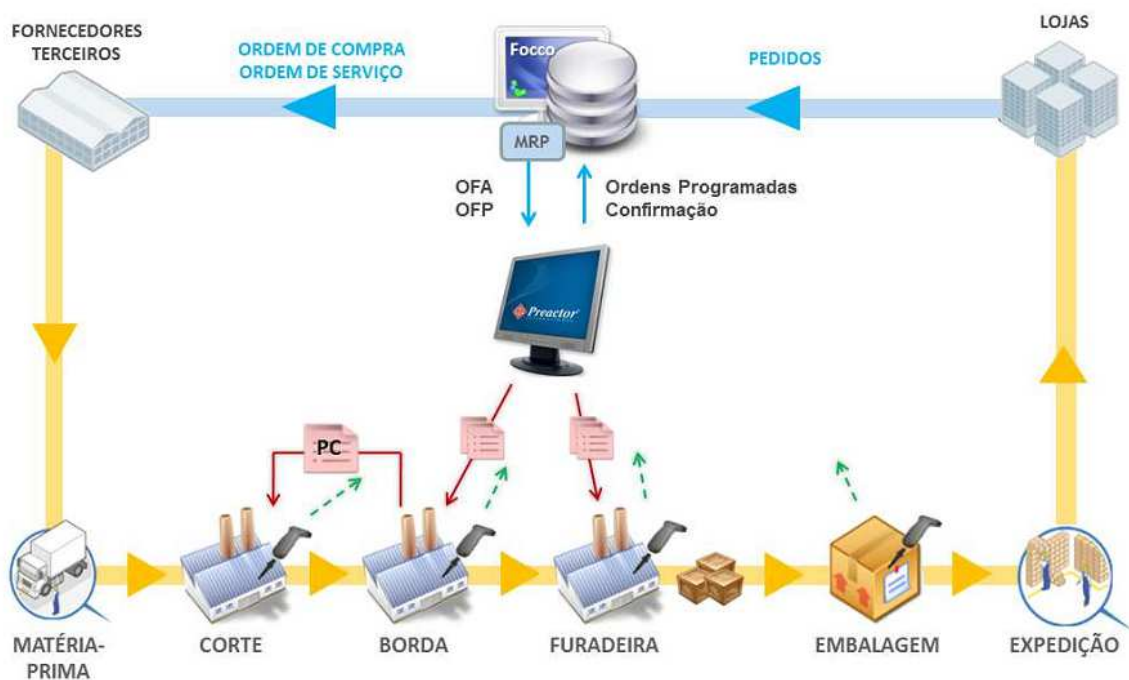 FORNECEDORES
TERCEIROS
ORDEM DE COMPRA
ORDEM DE SERVIÇO
Focco
PEDIDOS
LOJAS
MRP
OFA
OFP
Ordens Programadas
Confirmação
Preactor
PC
MATÉRIA-
PRIMA
CORTE
BORDA
FURADEIRA
EMBALAGEM
EXPEDIÇÃO